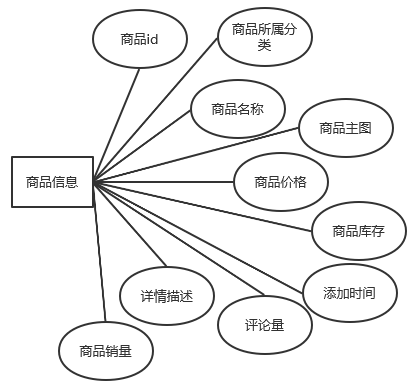 商品id
商品所属分
类
商品名称
商品主图
商品信息
商品价格
商品库存
详情描述
添加时间
评论量
商品销量